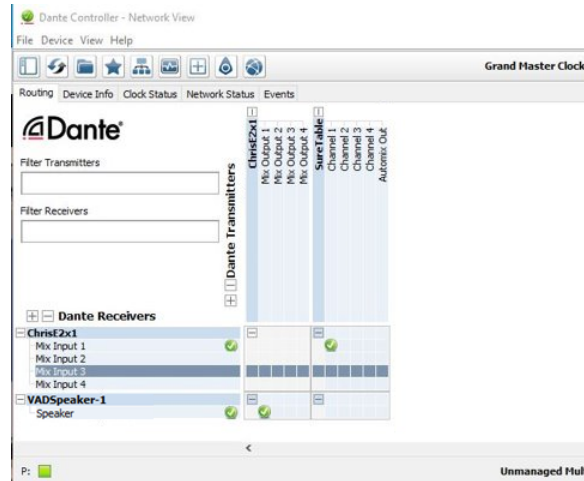 Dante Controller - Network View
File Device View Help
Grand Master Clock
Routing Device Info Clock Status Network Status Events
Dante®
Filter Transmitters
Filter Receivers
Dante Transmitters
ChrisE2x1
Mix Output 1
Mix Output 2
Mix Output 3
Mix Output 4
SureTable
Channel 1
Channel 2
Channel 3
Channel 4
Automix Out
Dante Receivers
ChrisE2x1
Mix Input 1
Mix Input 2
Mix Input 3
Mix Input 4
VADSpeaker-1
Speaker
P:
Unmanaged Mul